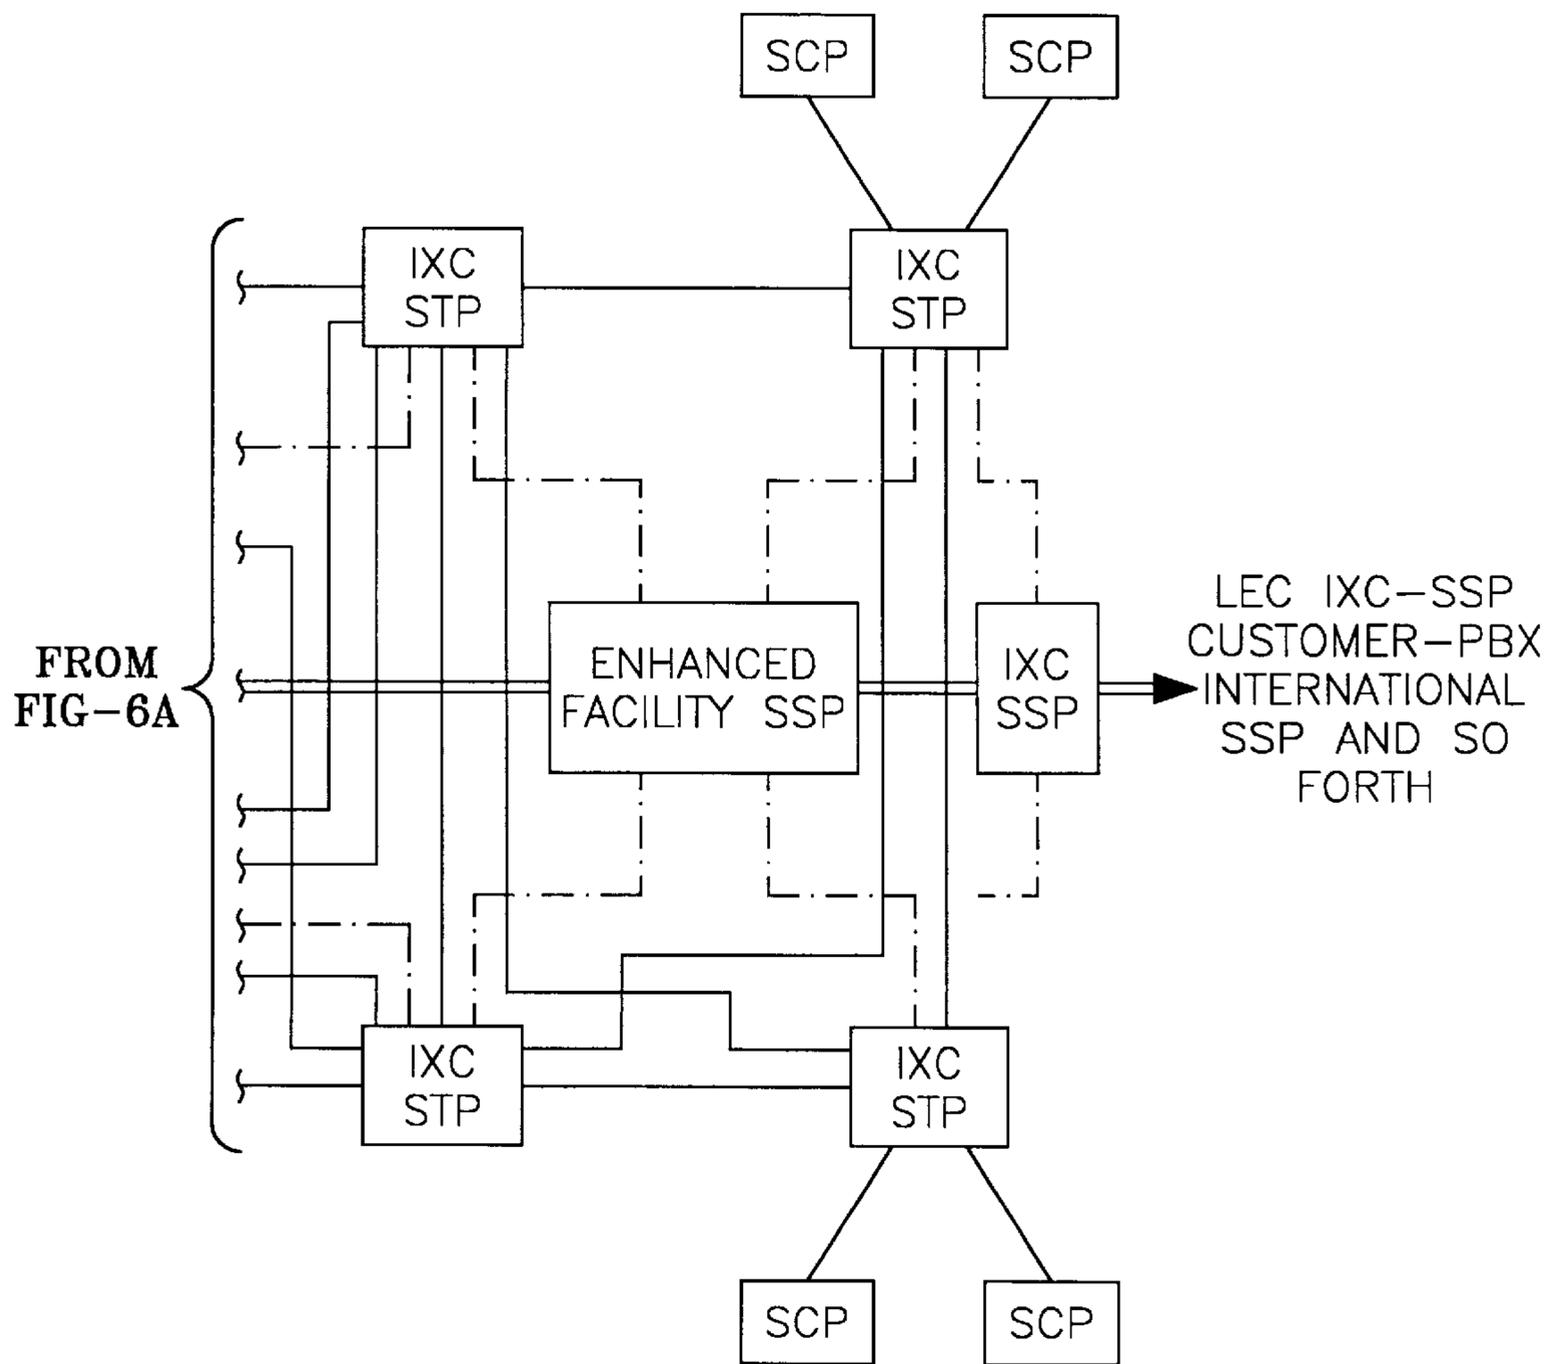 SCP
SCP
IXC
STP
IXC
STP
FROM
FIG-6A
ENHANCED
FACILITY SSP
IXC
SSP
LEC IXC-SSP
CUSTOMER-PBX
INTERNATIONAL
SSP AND SO
FORTH
IXC
STP
IXC
STP
SCP
SCP